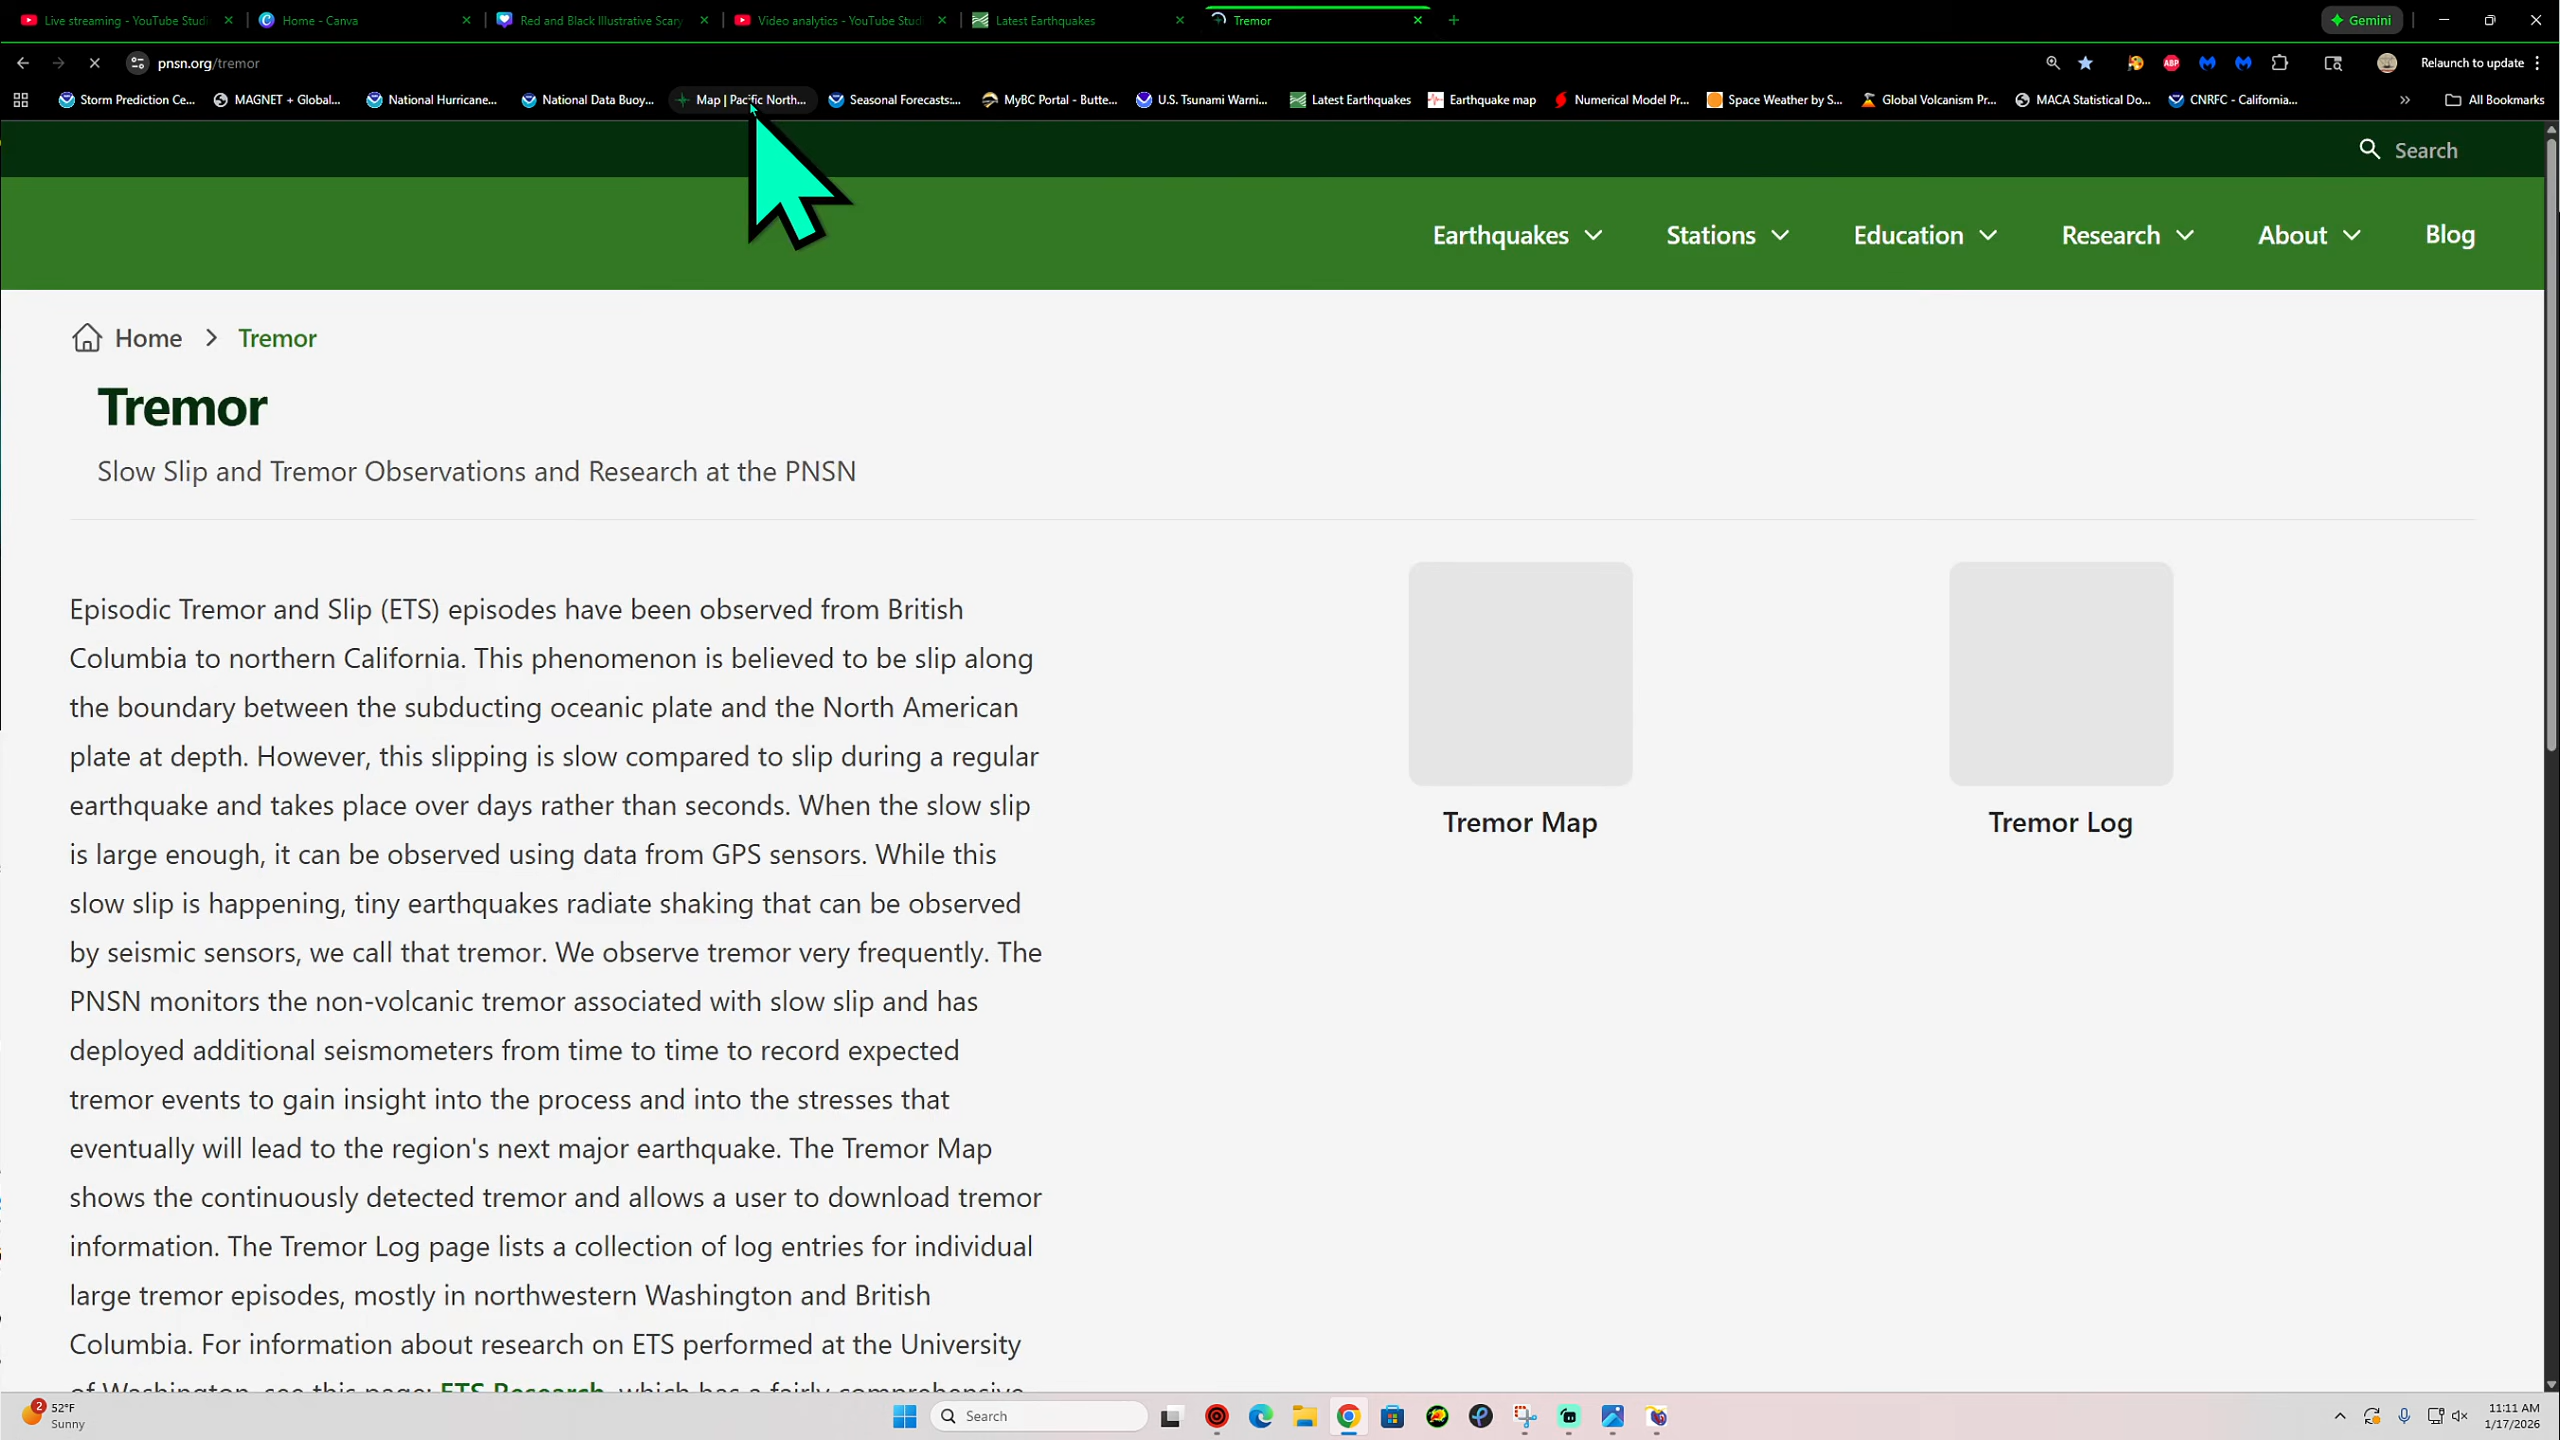 Live streaming - YouTube Studi
Home - Canva
Red and Black Illustrative Scary
Video analytics - YouTube Studi
Latest Earthquakes
Tremor
Gemini
pnsn.org/tremor
ABP
Relaunch to update
Storm Prediction Ce...
MAGNET + Global...
National Hurricane...
National Data Buoy...
Map | Pacific North...
Seasonal Forecasts:...
MyBC Portal - Butte...
U.S. Tsunami Warni...
Latest Earthquakes
Earthquake map
Numerical Model Pr...
Space Weather by S...
Global Volcanism Pr...
MACA Statistical Do...
CNRFC - California...
All Bookmarks
Search
Earthquakes
Stations
Education
Research
About
Blog
Home > Tremor
Tremor
Slow Slip and Tremor Observations and Research at the PNSN
Episodic Tremor and Slip (ETS) episodes have been observed from British
Columbia to northern California. This phenomenon is believed to be slip along
the boundary between the subducting oceanic plate and the North American
plate at depth. However, this slipping is slow compared to slip during a regular
earthquake and takes place over days rather than seconds. When the slow slip
is large enough, it can be observed using data from GPS sensors. While this
slow slip is happening, tiny earthquakes radiate shaking that can be observed
by seismic sensors, we call that tremor. We observe tremor very frequently. The
PNSN monitors the non-volcanic tremor associated with slow slip and has
deployed additional seismometers from time to time to record expected
tremor events to gain insight into the process and into the stresses that
eventually will lead to the region's next major earthquake. The Tremor Map
shows the continuously detected tremor and allows a user to download tremor
information. The Tremor Log page lists a collection of log entries for individual
large tremor episodes, mostly in northwestern Washington and British
Columbia. For information about research on ETS performed at the University
of Washington, see this page: ETS Research, which has a fairly comprehensive
Tremor Map
Tremor Log
2
52°F
Sunny
Search
11:11 AM
1/17/2026